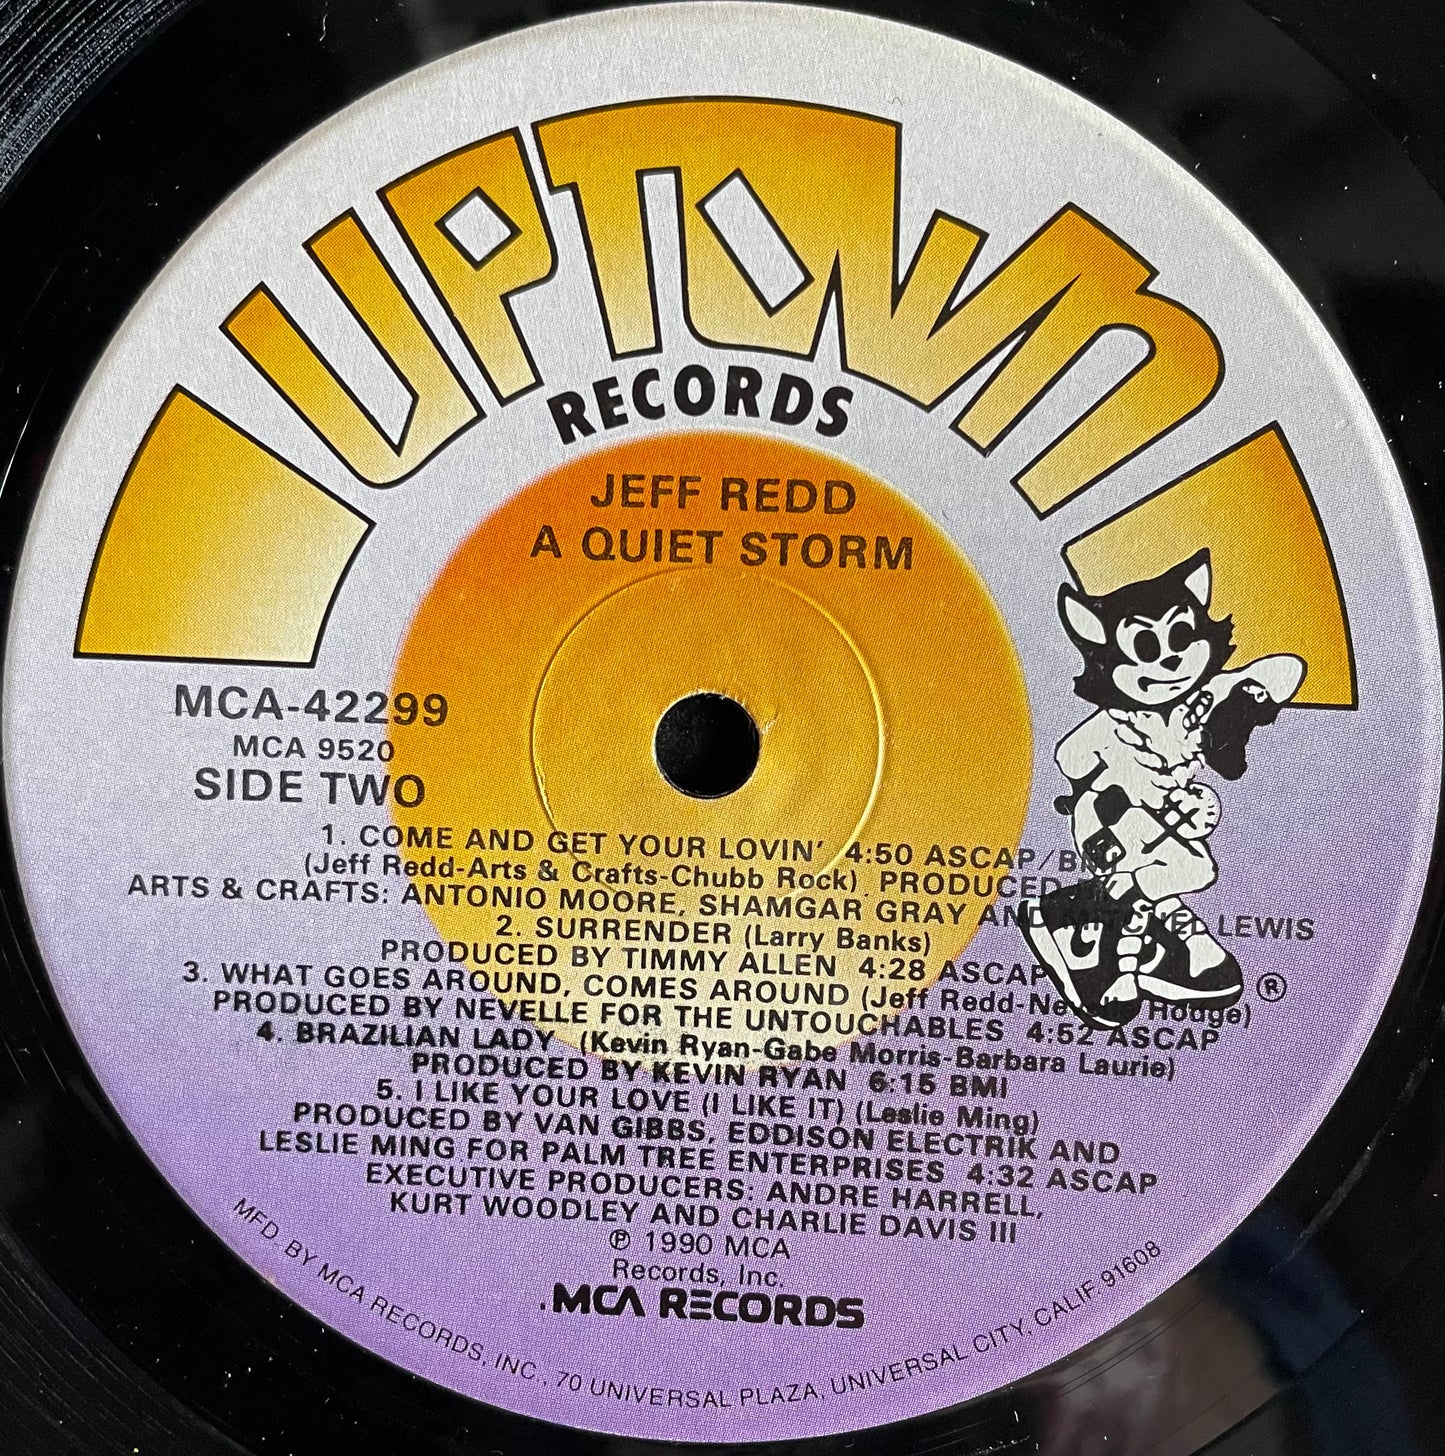 UPTOWN
RECORDS
JEFF REDD
A QUIET STORM
MCA-42299
MCA 9520
SIDE TWO
1. COME AND GET YOUR LOVIN' 4:50 ASCAP/
(Jeff Redd-Arts & Crafts-Chubb Rock) PRODUCED
ARTS & CRAFTS: ANTONIO MOORE, SHAMGAR GRAY AND MITCHEL LEWIS
2. SURRENDER (Larry Banks)
PRODUCED BY TIMMY ALLEN 4:28 ASCAP
3. WHAT GOES AROUND, COMES AROUND (Jeff Redd- Hodge)
PRODUCED BY NEVELLE FOR THE UNTOUCHABLES 4:52 ASCAP
4. BRAZILIAN LADY (Kevin Ryan-Gabe Morris-Barbara Laurie)
PRODUCED BY KEVIN RYAN 6:15 BMI
5. I LIKE YOUR LOVE (I LIKE IT) (Leslie Ming)
PRODUCED BY VAN GIBBS, EDDISON ELECTRIK AND
LESLIE MING FOR PALM TREE ENTERPRISES 4:32 ASCAP
EXECUTIVE PRODUCERS: ANDRE HARRELL,
KURT WOODLEY AND CHARLIE DAVIS III
℗ 1990 MCA
Records, Inc.
.MCA RECORDS
®
MFD. BY MCA RECORDS, INC., 70 UNIVERSAL PLAZA, UNIVERSAL CITY, CALIF. 91608